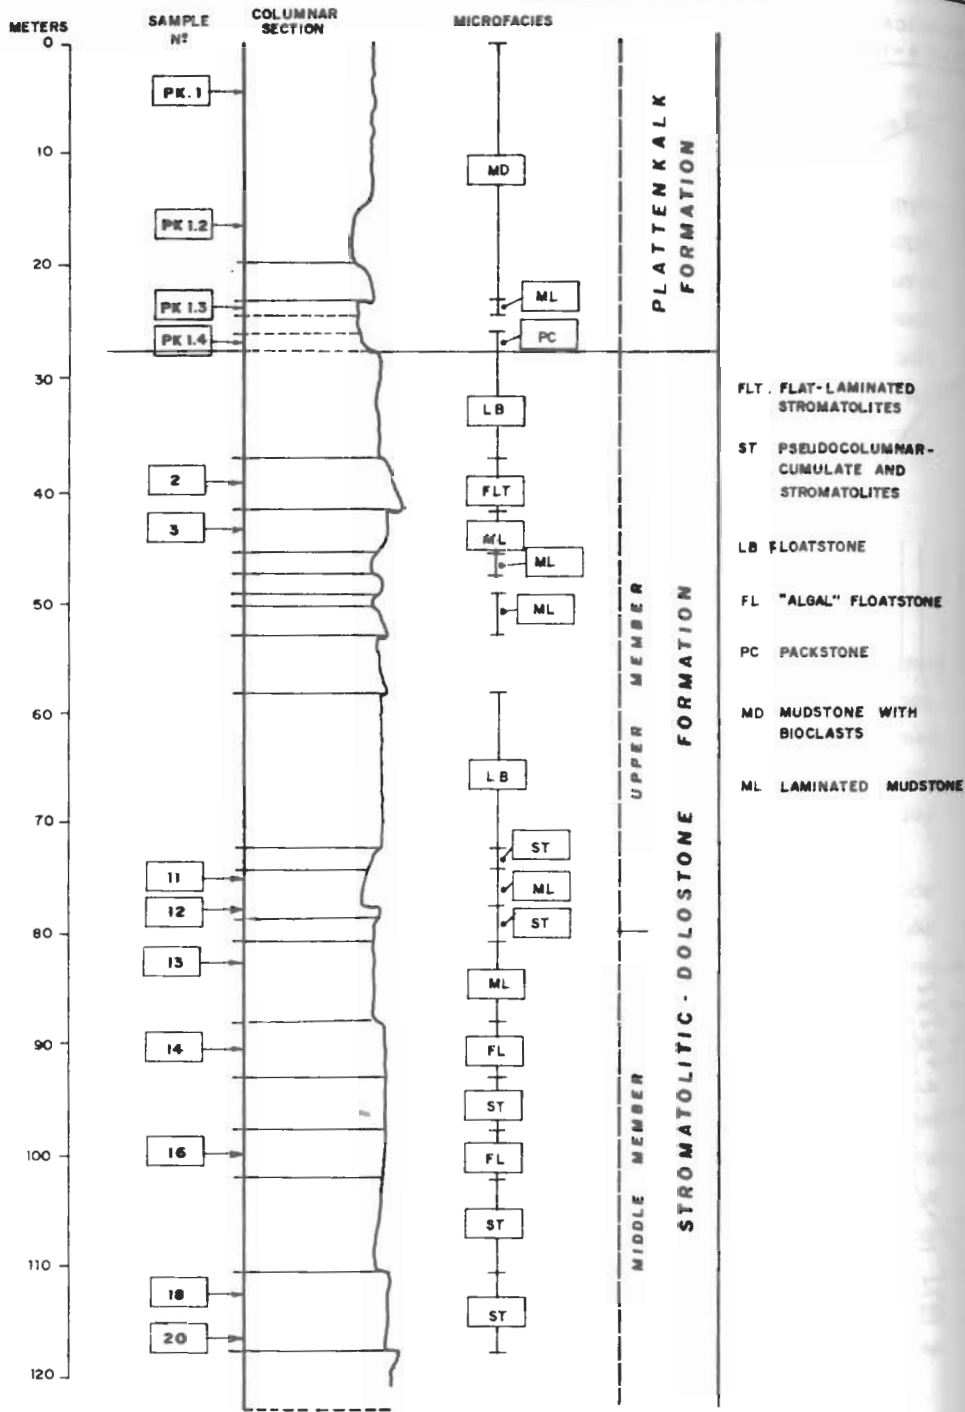 METERS
SAMPLE
Nº
COLUMNAR
SECTION
MICROFACIES
0
10
20
30
40
50
60
70
80
90
100
110
120
PK.1
PK 1.2
PK 1.3
PK 1.4
2
3
11
12
13
14
16
18
20
MD
ML
PC
LB
FLT
ML
ML
ML
LB
ST
ML
ST
ML
FL
ST
FL
ST
ST
UPPER MEMBER
MIDDLE MEMBER
PLATTENKALK
FORMATION
STROMATOLITIC - DOLOSTONE FORMATION
FLT . FLAT-LAMINATED
STROMATOLITES
ST PSEUDOCOLUMNAR-
CUMULATE AND
STROMATOLITES
LB FLOATSTONE
FL "ALGAL" FLOATSTONE
PC PACKSTONE
MD MUDSTONE WITH
BIOCLASTS
ML LAMINATED MUDSTONE